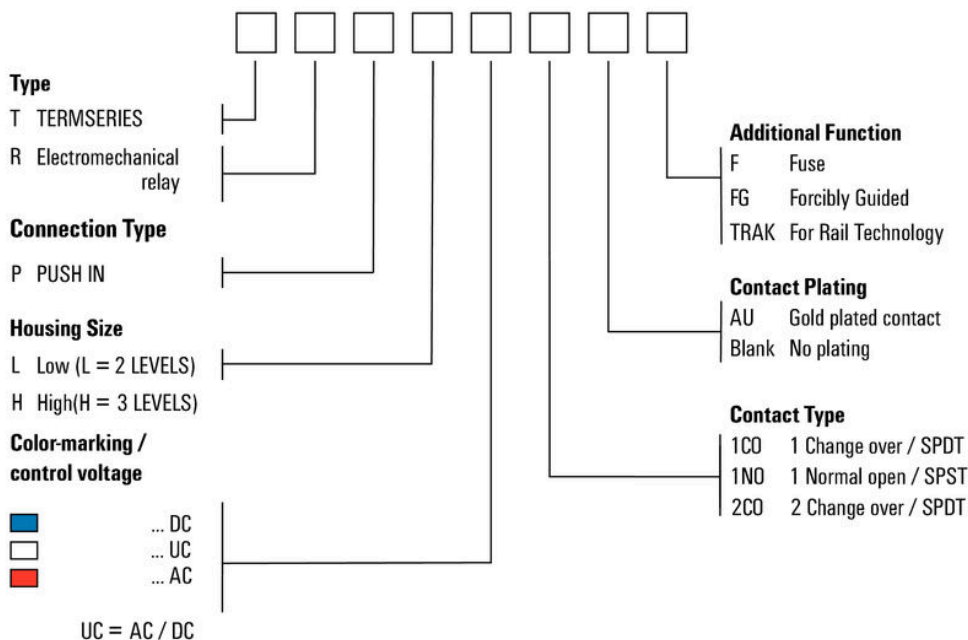 Type
T TERMSERIES
R Electromechanical
relay
Connection Type
P PUSH IN
Housing Size
L Low (L = 2 LEVELS)
H High(H = 3 LEVELS)
Color-marking /
control voltage
... DC
... UC
... AC
UC = AC / DC
Additional Function
F Fuse
FG Forcibly Guided
TRAK For Rail Technology
Contact Plating
AU Gold plated contact
Blank No plating
Contact Type
1CO 1 Change over / SPDT
1NO 1 Normal open / SPST
2CO 2 Change over / SPDT